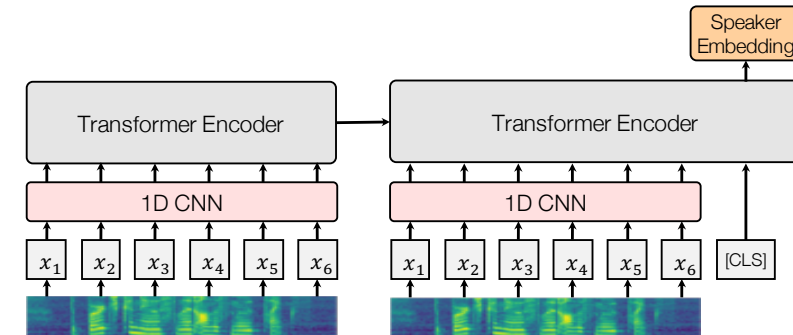 Speaker
Embedding
Transformer Encoder
Transformer Encoder
1D CNN
1D CNN
x₁ x₂ x₃ x₄ x₅ x₆
x₁ x₂ x₃ x₄ x₅ x₆ [CLS]